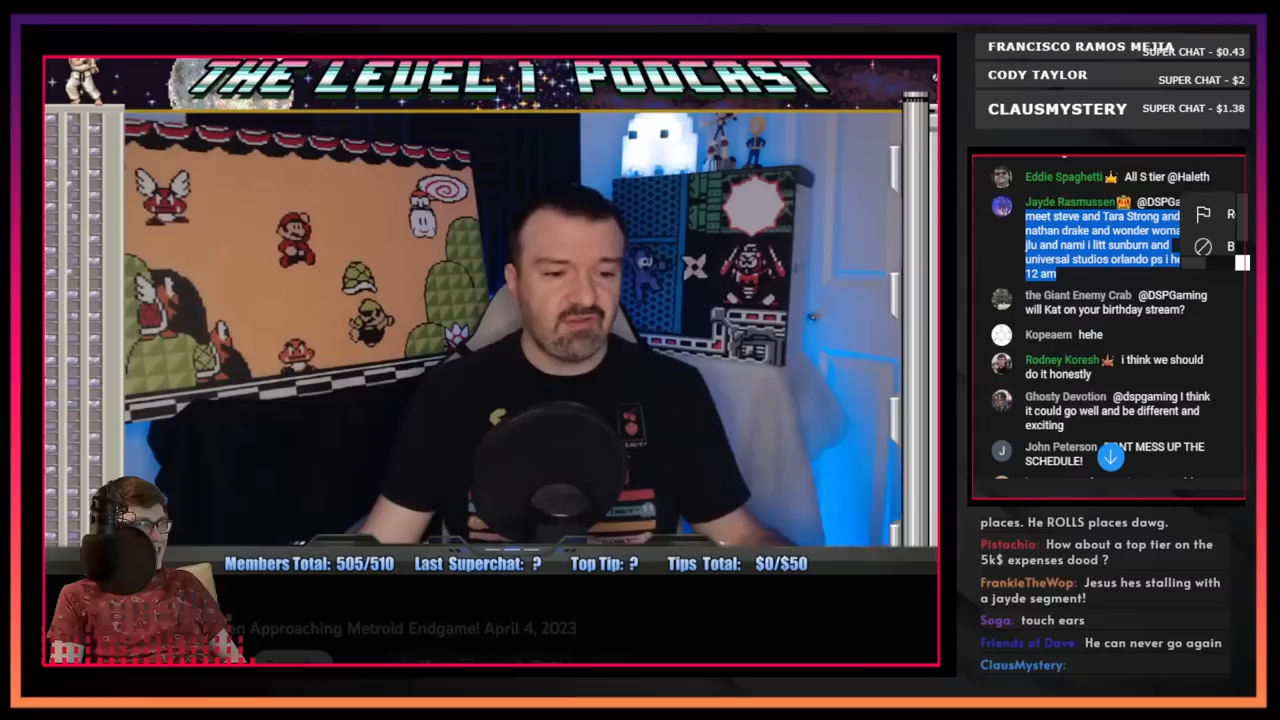 THE LEVEL 1 PODCAST
Members Total: 505/510 Last Superchat: ? Top Tip: ? Tips Total: $0/$50
en Approaching Metroid Endgame! April 4, 2023
FRANCISCO RAMOS MEJIA SUPER CHAT - $0.43
CODY TAYLOR SUPER CHAT - $2
CLAUSMYSTERY SUPER CHAT - $1.38
Eddie Spaghetti All S tier @Haleth
Jayde Rasmussen @DSPGa
meet steve and Tara Strong and
nathan drake and wonder woma
jlu and nami i litt sunburn and
universal studios orlando ps i he
12 am
R
B
the Giant Enemy Crab @DSPGaming
will Kat on your birthday stream?
Kopeaem hehe
Rodney Koresh i think we should
do it honestly
Ghosty Devotion @dspgaming I think
it could go well and be different and
exciting
J John Peterson DONT MESS UP THE
SCHEDULE!
places. He ROLLS places dawg.
Pistachio: How about a top tier on the
5k$ expenses dood ?
FrankieTheWop: Jesus hes stalling with
a jayde segment!
Soga: touch ears
Friends of Dave: He can never go again
ClausMystery: